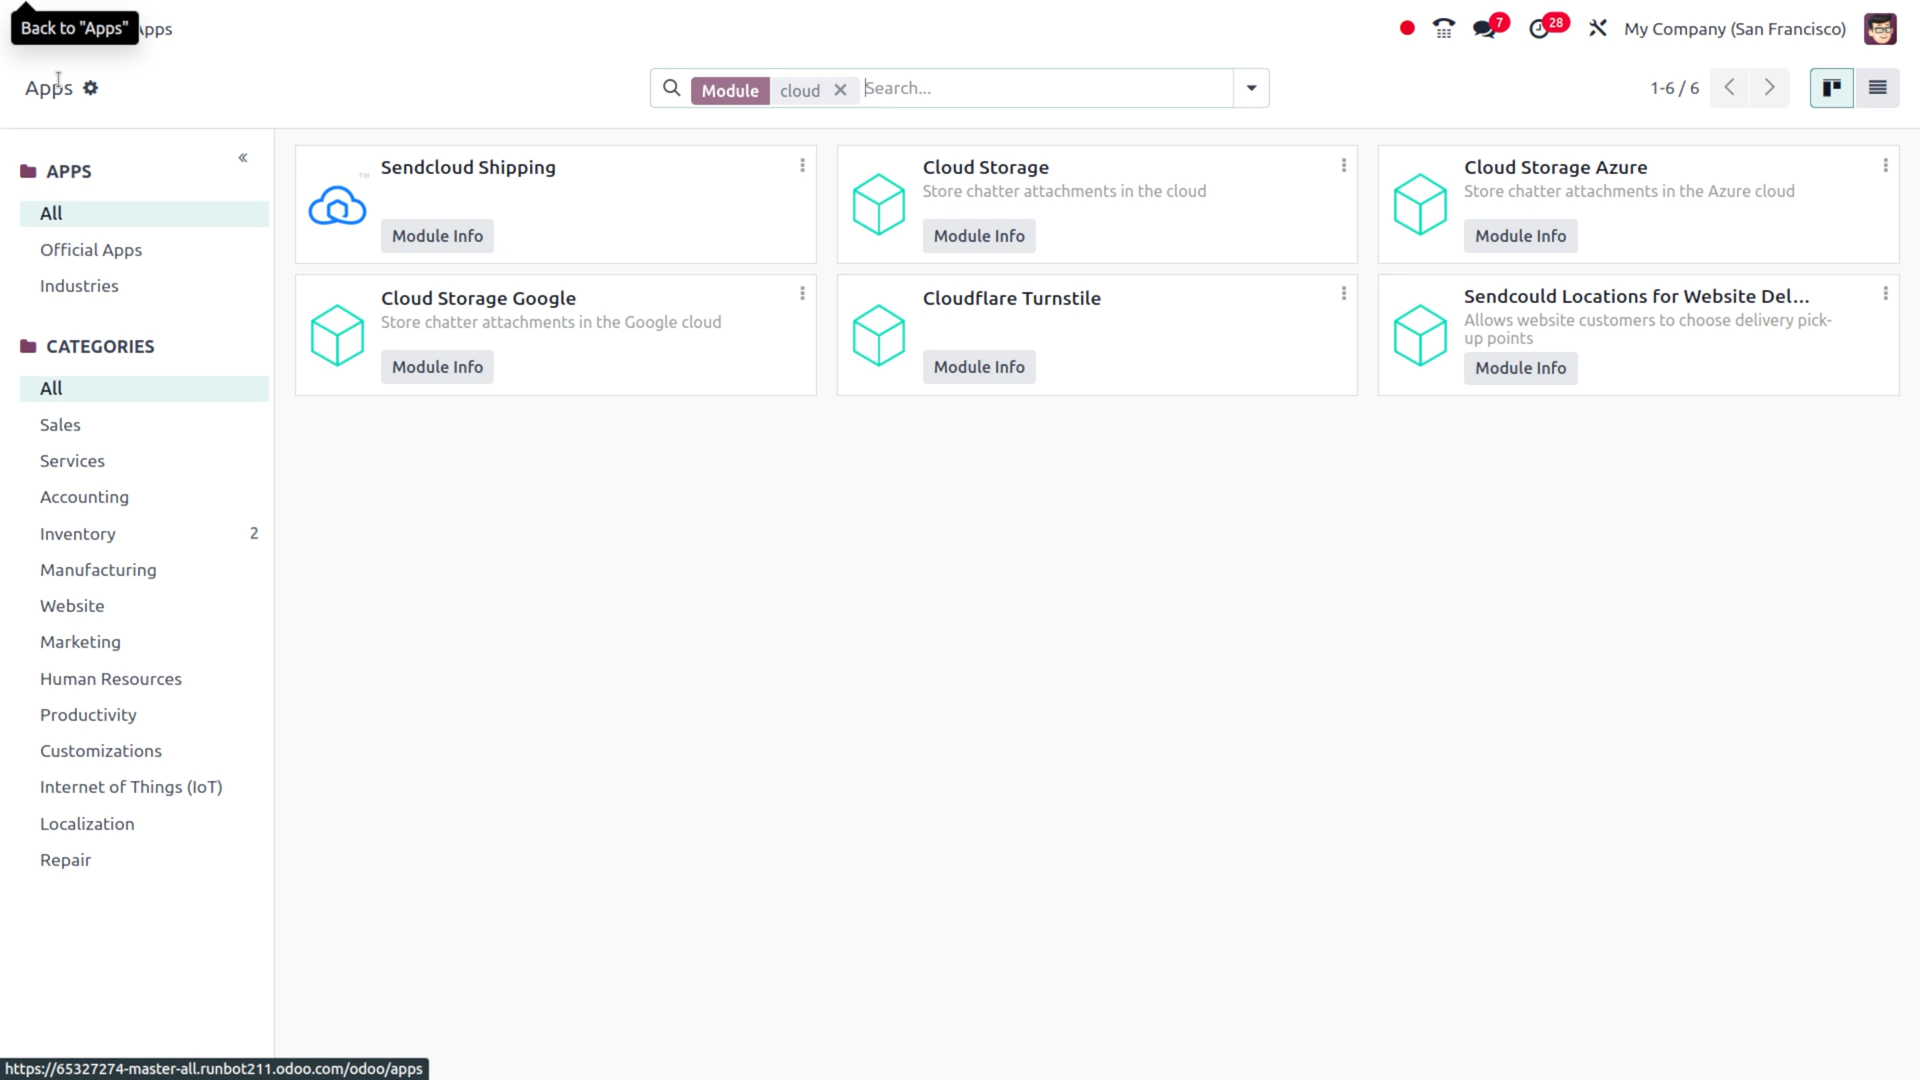 Back to "Apps"
pps
7
28
My Company (San Francisco)
Apps
Module cloud
Search...
1-6 / 6
APPS
All
Official Apps
Industries
CATEGORIES
All
Sales
Services
Accounting
Inventory 2
Manufacturing
Website
Marketing
Human Resources
Productivity
Customizations
Internet of Things (IoT)
Localization
Repair
Sendcloud Shipping
TM
Module Info
Cloud Storage
Store chatter attachments in the cloud
Module Info
Cloud Storage Azure
Store chatter attachments in the Azure cloud
Module Info
Cloud Storage Google
Store chatter attachments in the Google cloud
Module Info
Cloudflare Turnstile
Module Info
Sendcould Locations for Website Del...
Allows website customers to choose delivery pick-
up points
Module Info
https://65327274-master-all.runbot211.odoo.com/odoo/apps